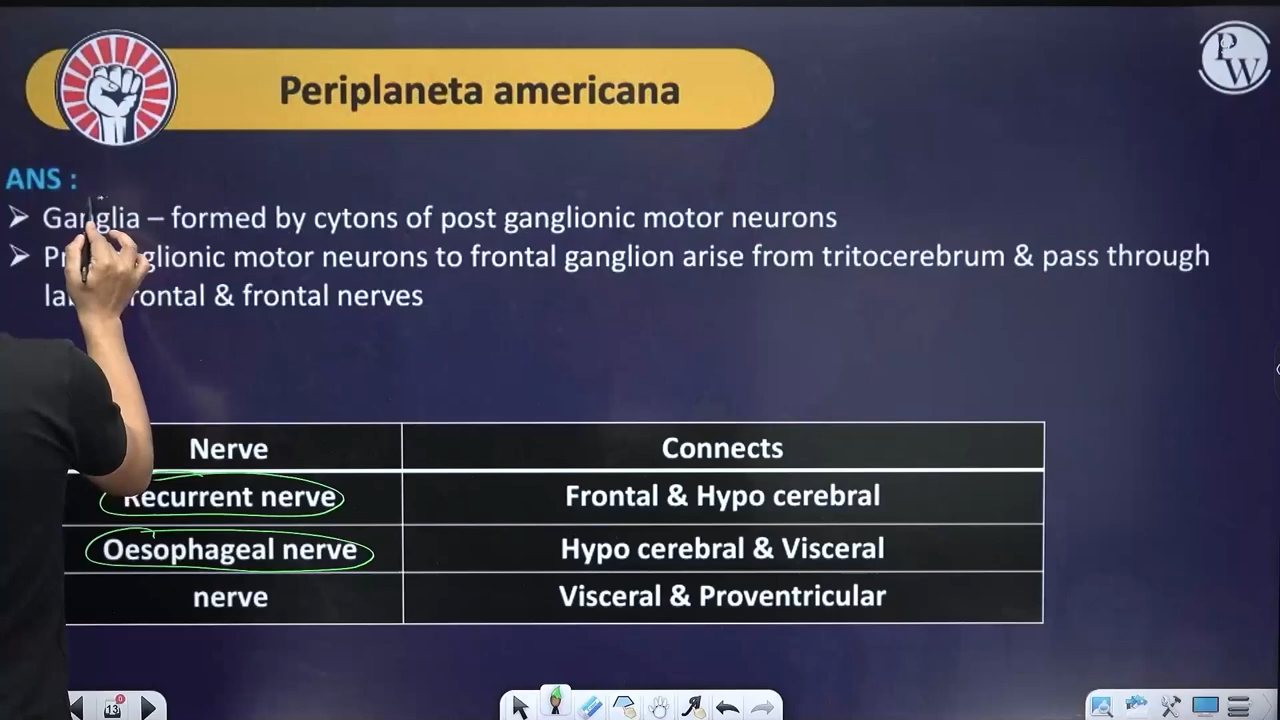 Periplaneta americana
PW
ANS :
Ganglia – formed by cytons of post ganglionic motor neurons
motor neurons to frontal ganglion arise from tritocerebrum & pass through
& frontal nerves
Nerve Connects
Recurrent nerve Frontal & Hypo cerebral
Oesophageal nerve Hypo cerebral & Visceral
nerve Visceral & Proventricular
13